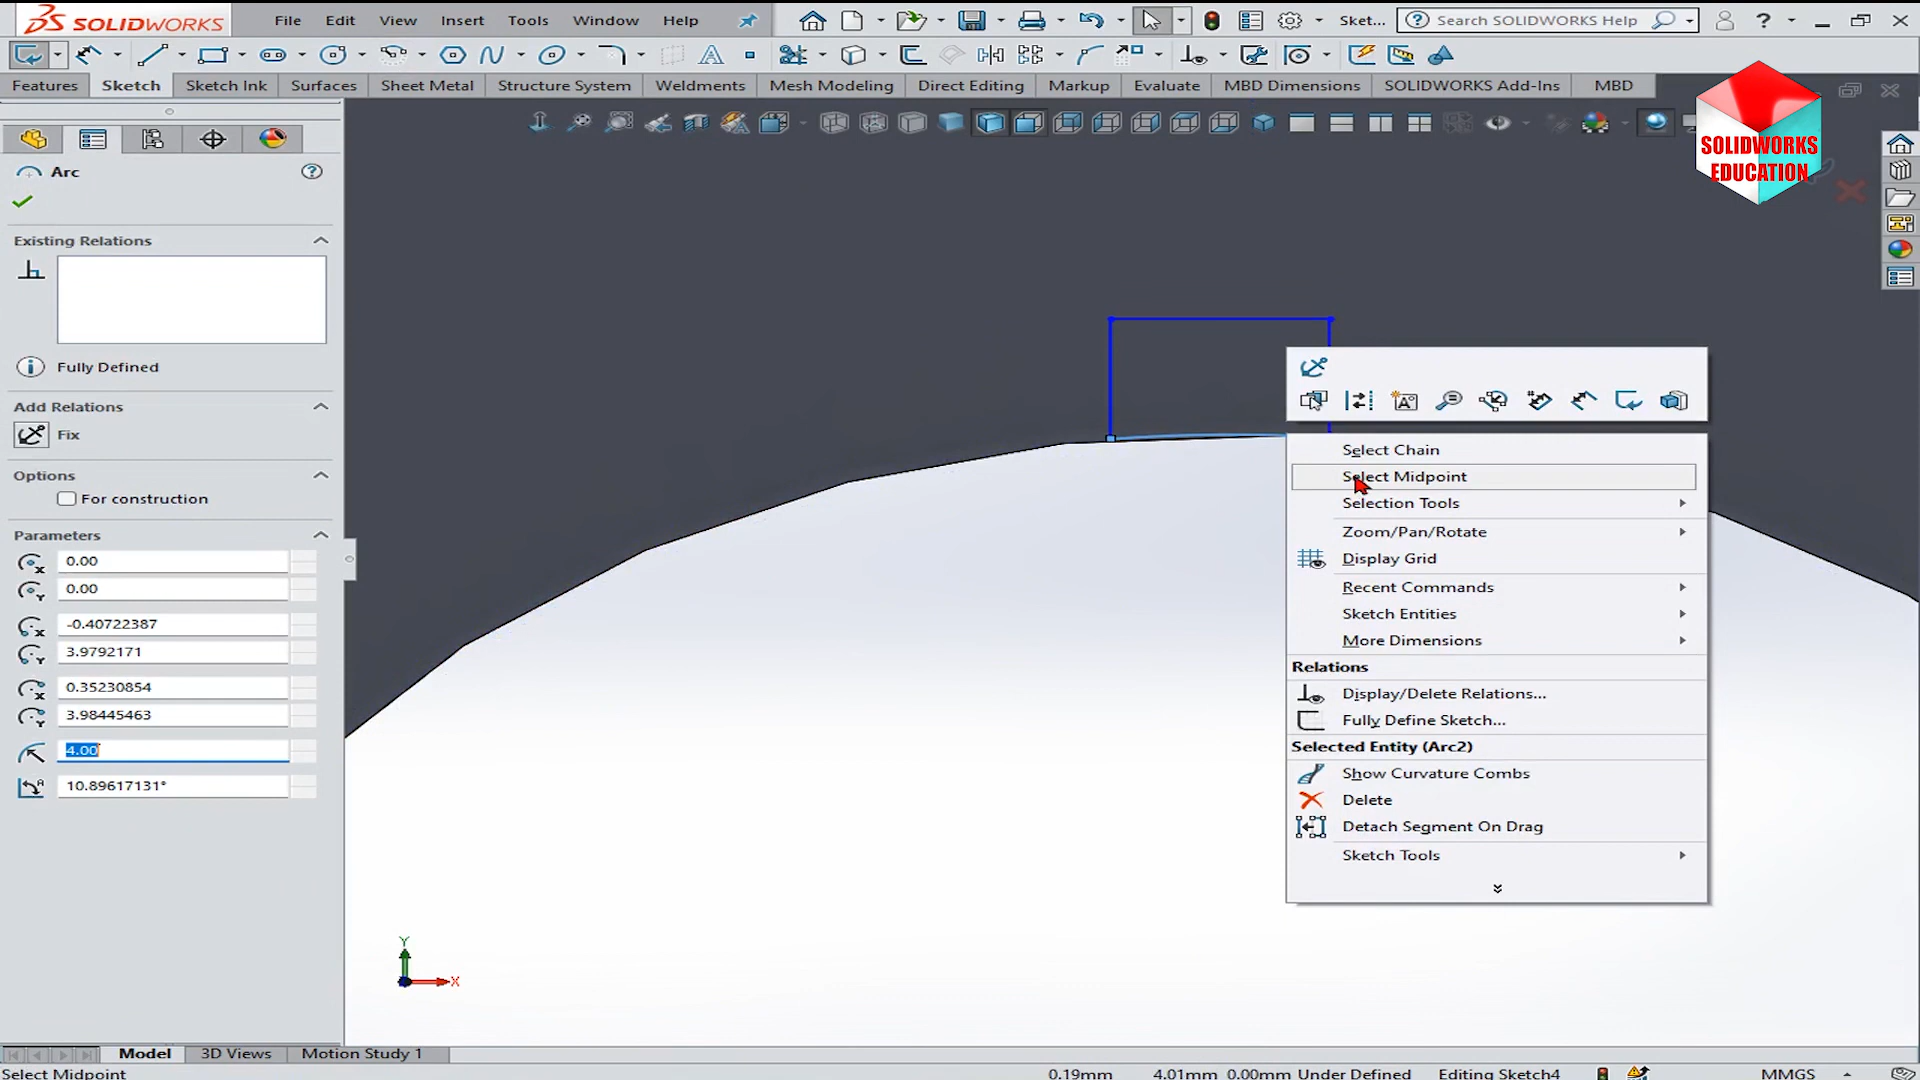 SOLIDWORKS File Edit View Insert Tools Window Help Sket... Search SOLIDWORKS Help
Features Sketch Sketch Ink Surfaces Sheet Metal Structure System Weldments Mesh Modeling Direct Editing Markup Evaluate MBD Dimensions SOLIDWORKS Add-Ins MBD
SOLIDWORKS
EDUCATION
Arc
Existing Relations
Fully Defined
Add Relations
Fix
Options
For construction
Parameters
0.00
0.00
-0.40722387
3.9792171
0.35230854
3.98445463
4.00
10.89617131°
Select Chain
Select Midpoint
Selection Tools
Zoom/Pan/Rotate
Display Grid
Recent Commands
Sketch Entities
More Dimensions
Relations
Display/Delete Relations...
Fully Define Sketch...
Selected Entity (Arc2)
Show Curvature Combs
Delete
Detach Segment On Drag
Sketch Tools
Y
X
Model 3D Views Motion Study 1
Select Midpoint 0.19mm 4.01mm 0.00mm Under Defined Editing Sketch4 MMGS